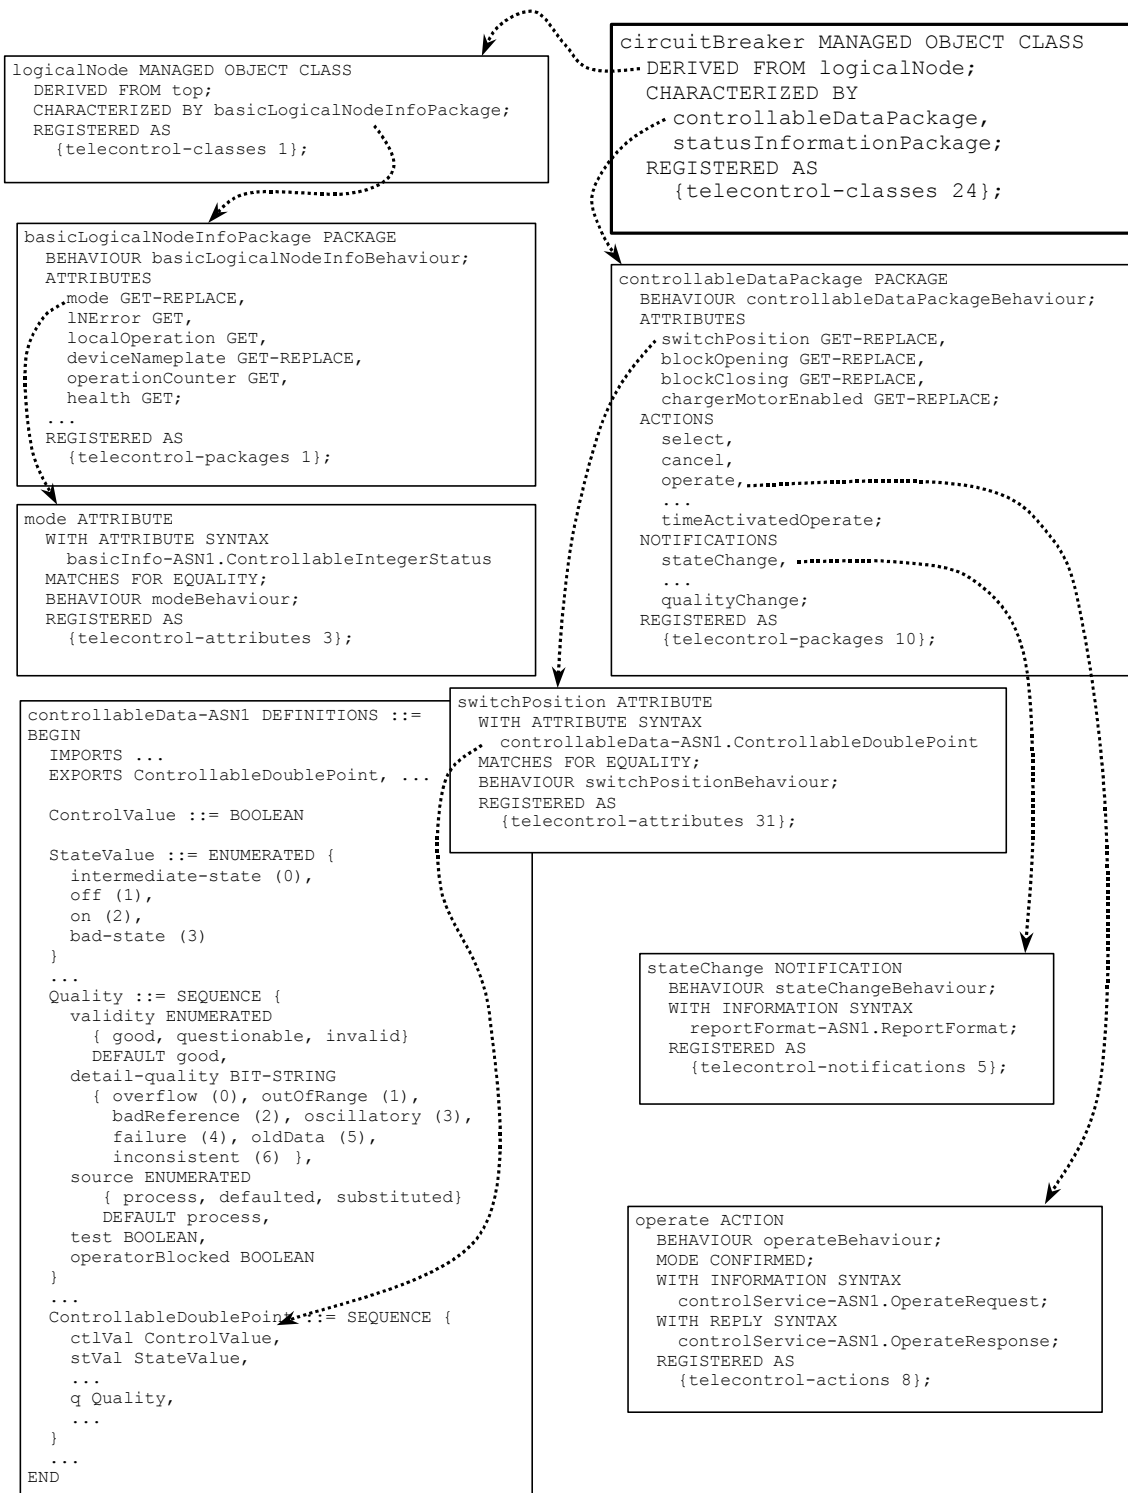 circuitBreaker MANAGED OBJECT CLASS
DERIVED FROM logicalNode;
CHARACTERIZED BY
controllableDataPackage,
statusInformationPackage;
REGISTERED AS
{telecontrol-classes 24};
logicalNode MANAGED OBJECT CLASS
DERIVED FROM top;
CHARACTERIZED BY basicLogicalNodeInfoPackage;
REGISTERED AS
{telecontrol-classes 1};
basicLogicalNodeInfoPackage PACKAGE
BEHAVIOUR basicLogicalNodeInfoBehaviour;
ATTRIBUTES
mode GET-REPLACE,
lNError GET,
localOperation GET,
deviceNameplate GET-REPLACE,
operationCounter GET,
health GET;
...
REGISTERED AS
{telecontrol-packages 1};
controllableDataPackage PACKAGE
BEHAVIOUR controllableDataPackageBehaviour;
ATTRIBUTES
switchPosition GET-REPLACE,
blockOpening GET-REPLACE,
blockClosing GET-REPLACE,
chargerMotorEnabled GET-REPLACE;
ACTIONS
select,
cancel,
operate,
...
timeActivatedOperate;
NOTIFICATIONS
stateChange,
...
qualityChange;
REGISTERED AS
{telecontrol-packages 10};
mode ATTRIBUTE
WITH ATTRIBUTE SYNTAX
basicInfo-ASN1.ControllableIntegerStatus
MATCHES FOR EQUALITY;
BEHAVIOUR modeBehaviour;
REGISTERED AS
{telecontrol-attributes 3};
switchPosition ATTRIBUTE
WITH ATTRIBUTE SYNTAX
controllableData-ASN1.ControllableDoublePoint
MATCHES FOR EQUALITY;
BEHAVIOUR switchPositionBehaviour;
REGISTERED AS
{telecontrol-attributes 31};
controllableData-ASN1 DEFINITIONS ::=
BEGIN
IMPORTS ...
EXPORTS ControllableDoublePoint, ...
ControlValue ::= BOOLEAN
StateValue ::= ENUMERATED {
intermediate-state (0),
off (1),
on (2),
bad-state (3)
}
...
Quality ::= SEQUENCE {
validity ENUMERATED
{ good, questionable, invalid}
DEFAULT good,
detail-quality BIT-STRING
{ overflow (0), outOfRange (1),
badReference (2), oscillatory (3),
failure (4), oldData (5),
inconsistent (6) },
source ENUMERATED
{ process, defaulted, substituted}
DEFAULT process,
test BOOLEAN,
operatorBlocked BOOLEAN
}
...
ControllableDoublePoint ::= SEQUENCE {
ctlVal ControlValue,
stVal StateValue,
...
q Quality,
...
}
...
END
stateChange NOTIFICATION
BEHAVIOUR stateChangeBehaviour;
WITH INFORMATION SYNTAX
reportFormat-ASN1.ReportFormat;
REGISTERED AS
{telecontrol-notifications 5};
operate ACTION
BEHAVIOUR operateBehaviour;
MODE CONFIRMED;
WITH INFORMATION SYNTAX
controlService-ASN1.OperateRequest;
WITH REPLY SYNTAX
controlService-ASN1.OperateResponse;
REGISTERED AS
{telecontrol-actions 8};